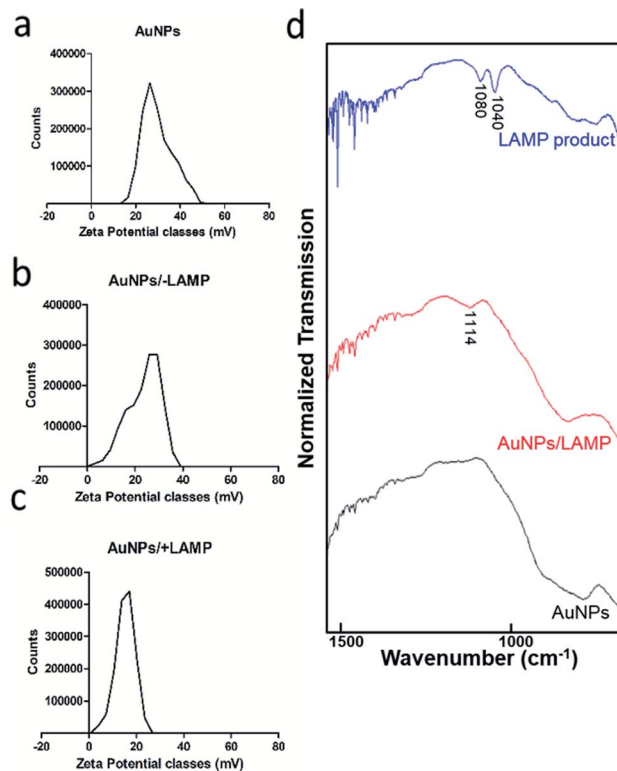 a
AuNPs
400000
300000
200000
100000
0
-20 0 20 40 60 80
Counts
Zeta Potential classes (mV)
b
AuNPs/-LAMP
400000
300000
200000
100000
0
-20 0 20 40 60 80
Counts
Zeta Potential classes (mV)
c
AuNPs/+LAMP
500000
400000
300000
200000
100000
0
-20 0 20 40 60 80
Counts
Zeta Potential classes (mV)
d
Normalized Transmission
1080
1040
LAMP product
1114
AuNPs/LAMP
AuNPs
1500 1000
Wavenumber (cm-1)